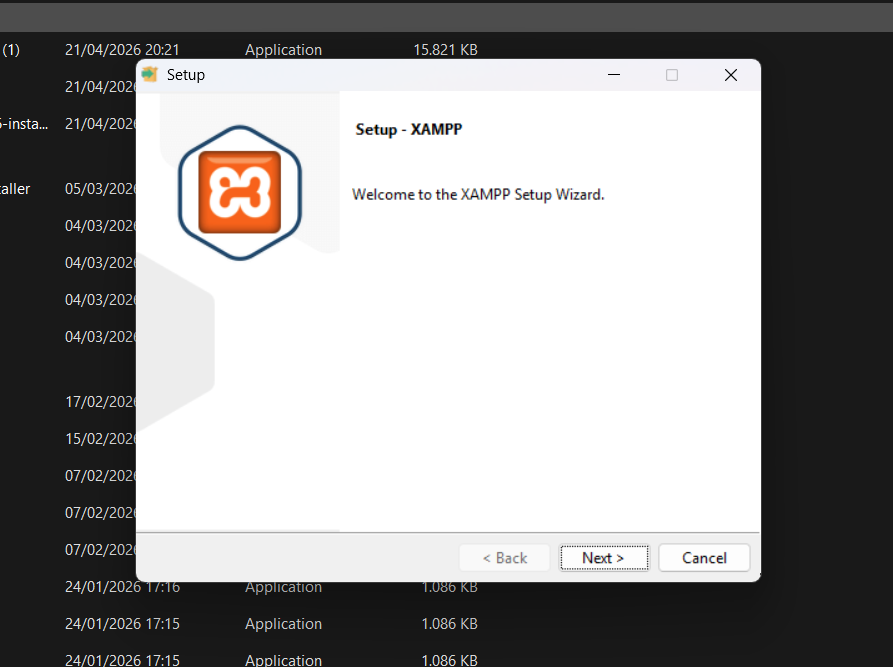 (1) 21/04/2026 20:21 Application 15.821 KB
Setup
21/04/2026
6-insta... 21/04/2026
Setup - XAMPP
aller 05/03/2026
Welcome to the XAMPP Setup Wizard.
04/03/2026
04/03/2026
04/03/2026
04/03/2026
17/02/2026
15/02/2026
07/02/2026
07/02/2026
07/02/2026
< Back Next > Cancel
24/01/2026 17:16 Application 1.086 KB
24/01/2026 17:15 Application 1.086 KB
24/01/2026 17:15 Application 1.086 KB